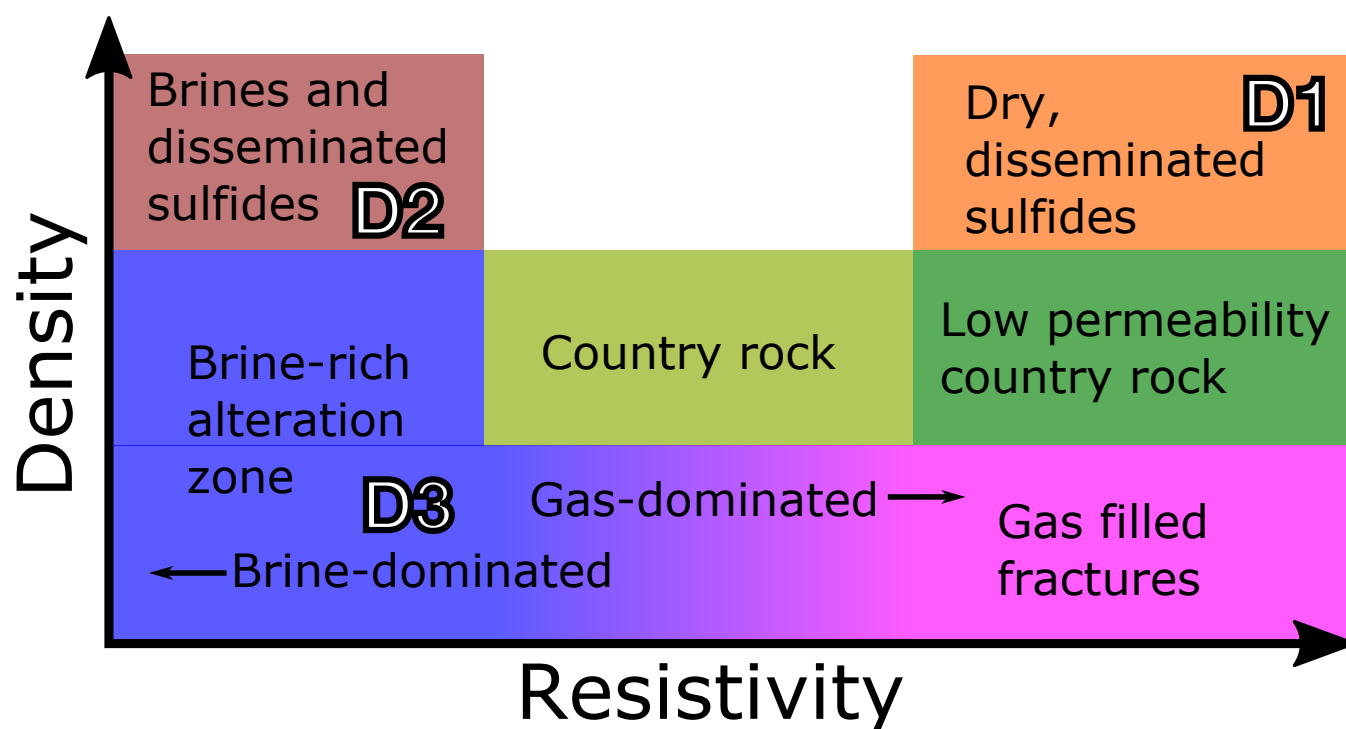 Density
Brines and
disseminated
sulfides D2
Dry, D1
disseminated
sulfides
Brine-rich
alteration
zone
D3
Country rock
Low permeability
country rock
Gas-dominated
Brine-dominated
Gas filled
fractures
Resistivity